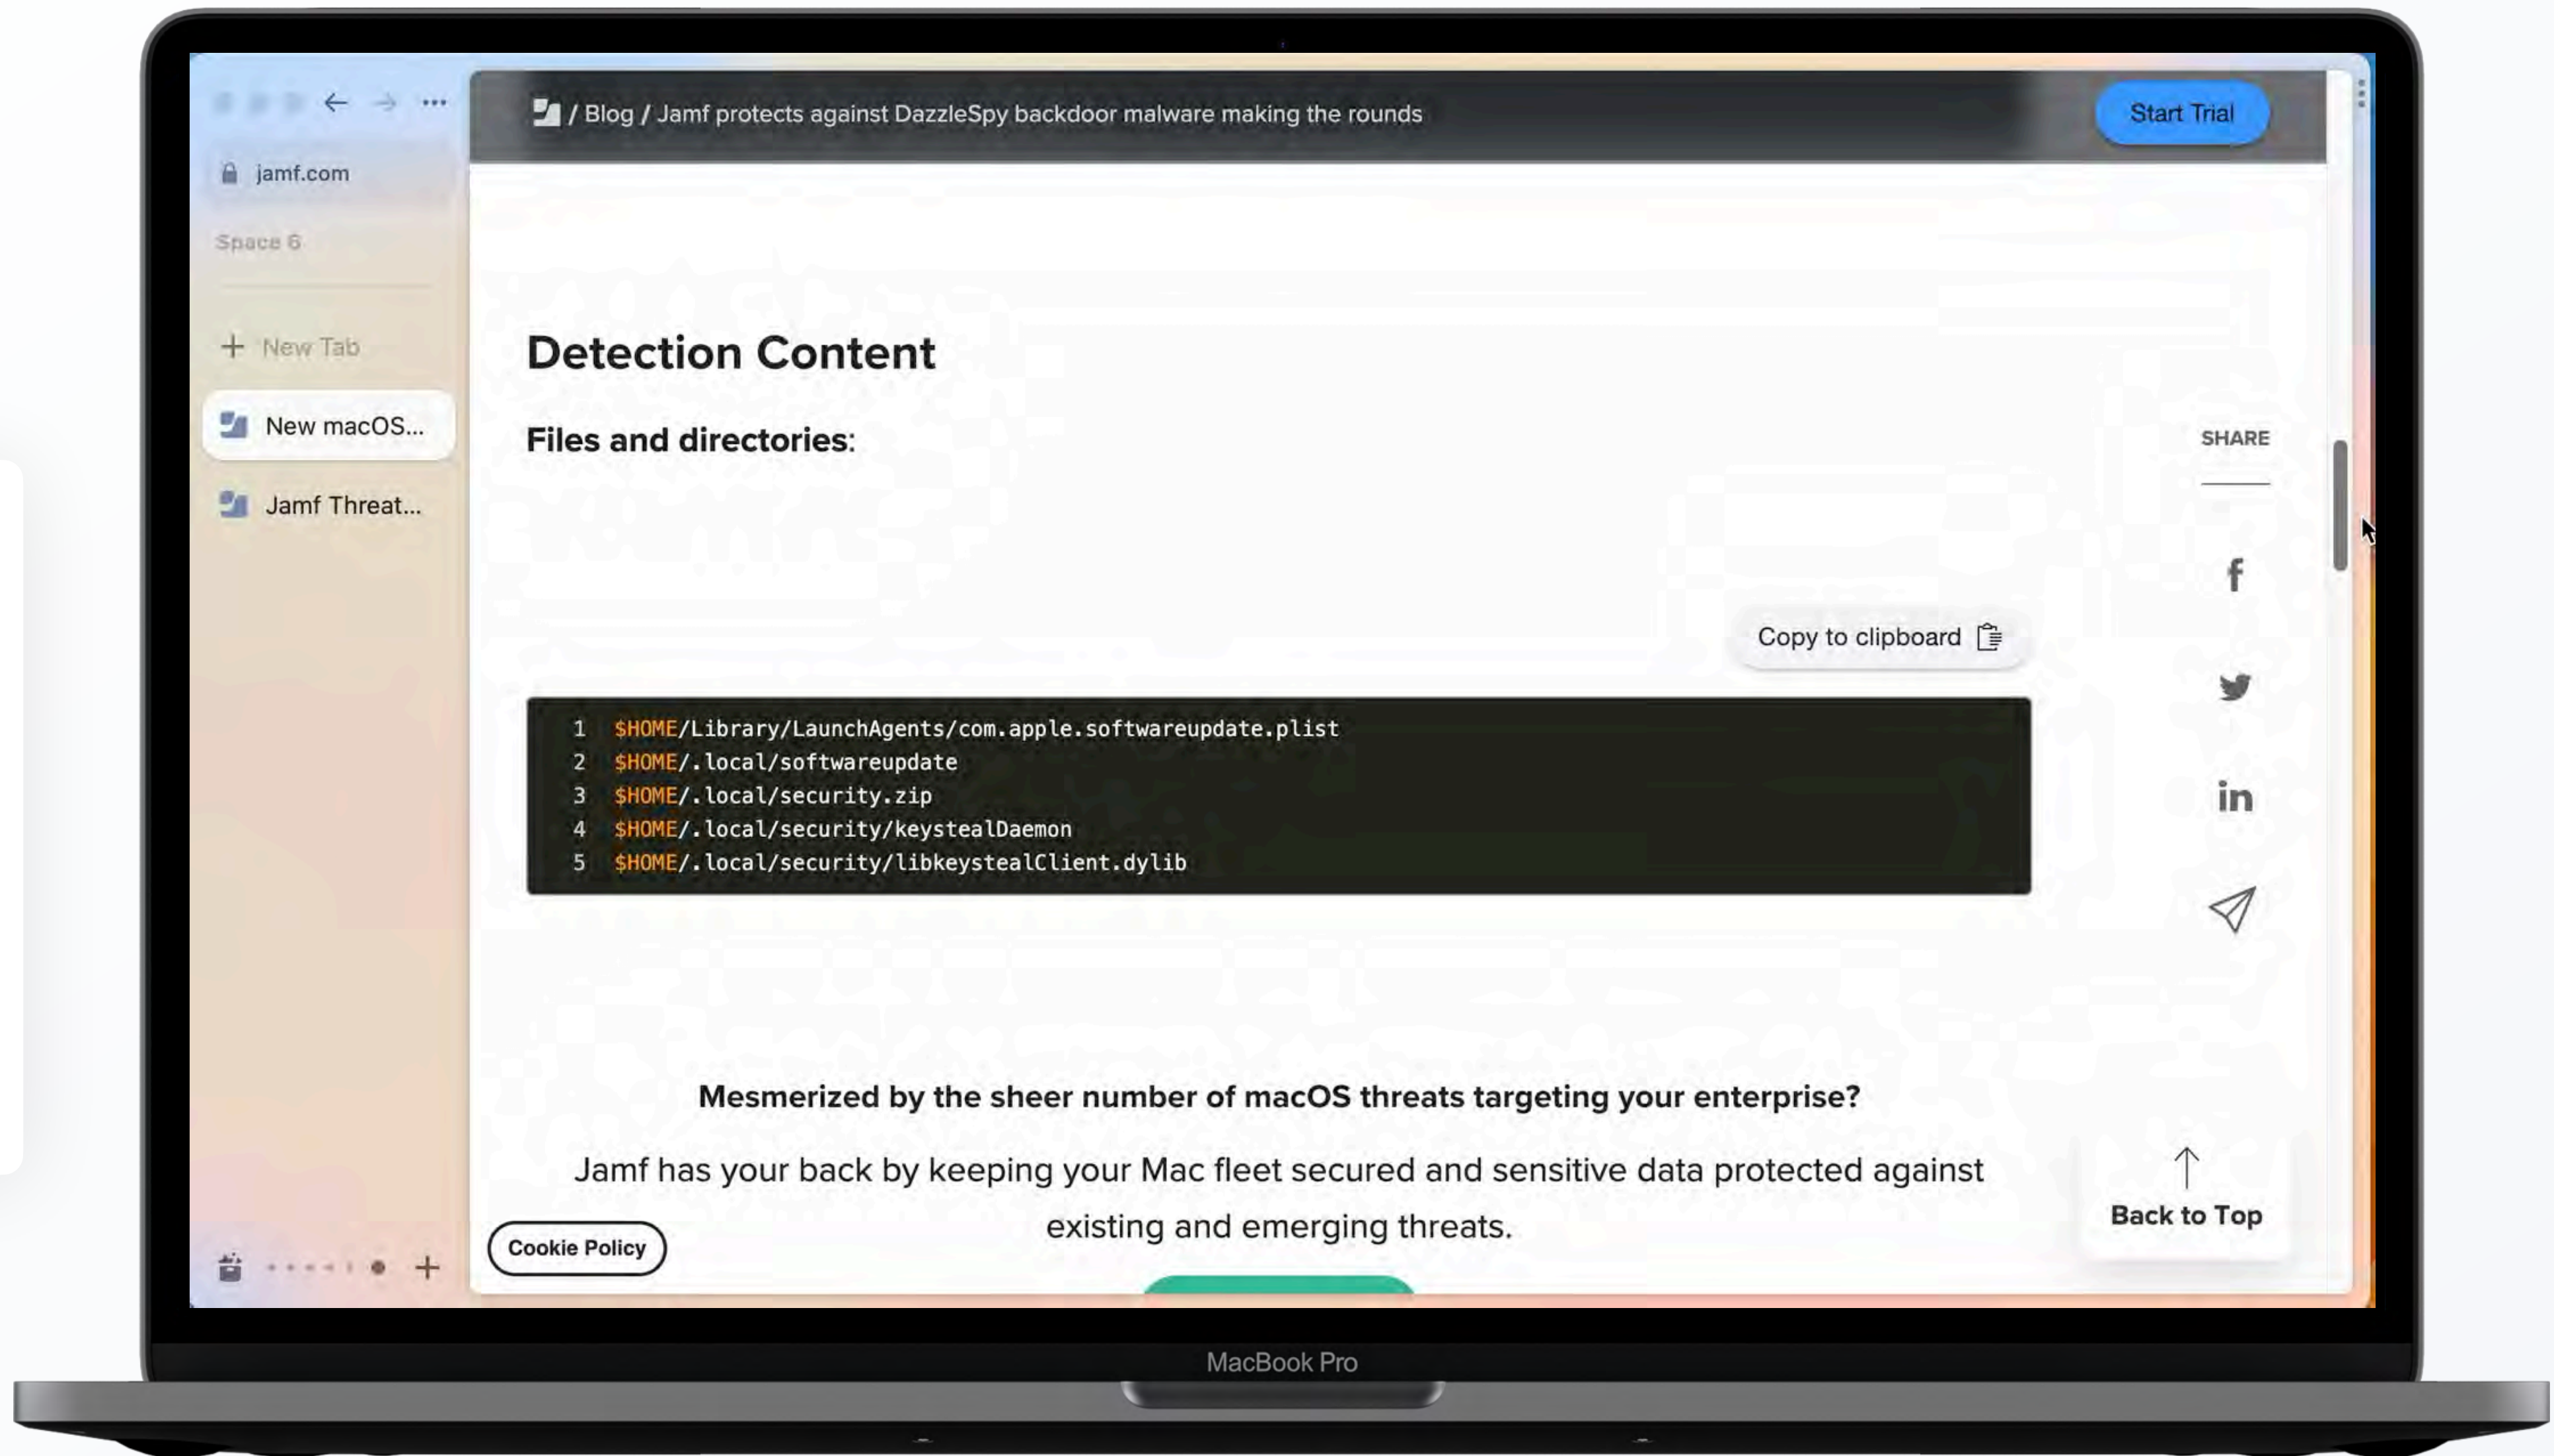 / Blog / Jamf protects against DazzleSpy backdoor malware making the rounds
Start Trial
jamf.com
Space 6
New Tab
New macOS...
Jamf Threat...
Detection Content
Files and directories:
SHARE
Copy to clipboard
1 $HOME/Library/LaunchAgents/com.apple.softwareupdate.plist
2 $HOME/.local/softwareupdate
3 $HOME/.local/security.zip
4 $HOME/.local/security/keystealDaemon
5 $HOME/.local/security/libkeystealClient.dylib
Mesmerized by the sheer number of macOS threats targeting your enterprise?
Jamf has your back by keeping your Mac fleet secured and sensitive data protected against
existing and emerging threats.
Back to Top
Cookie Policy
MacBook Pro